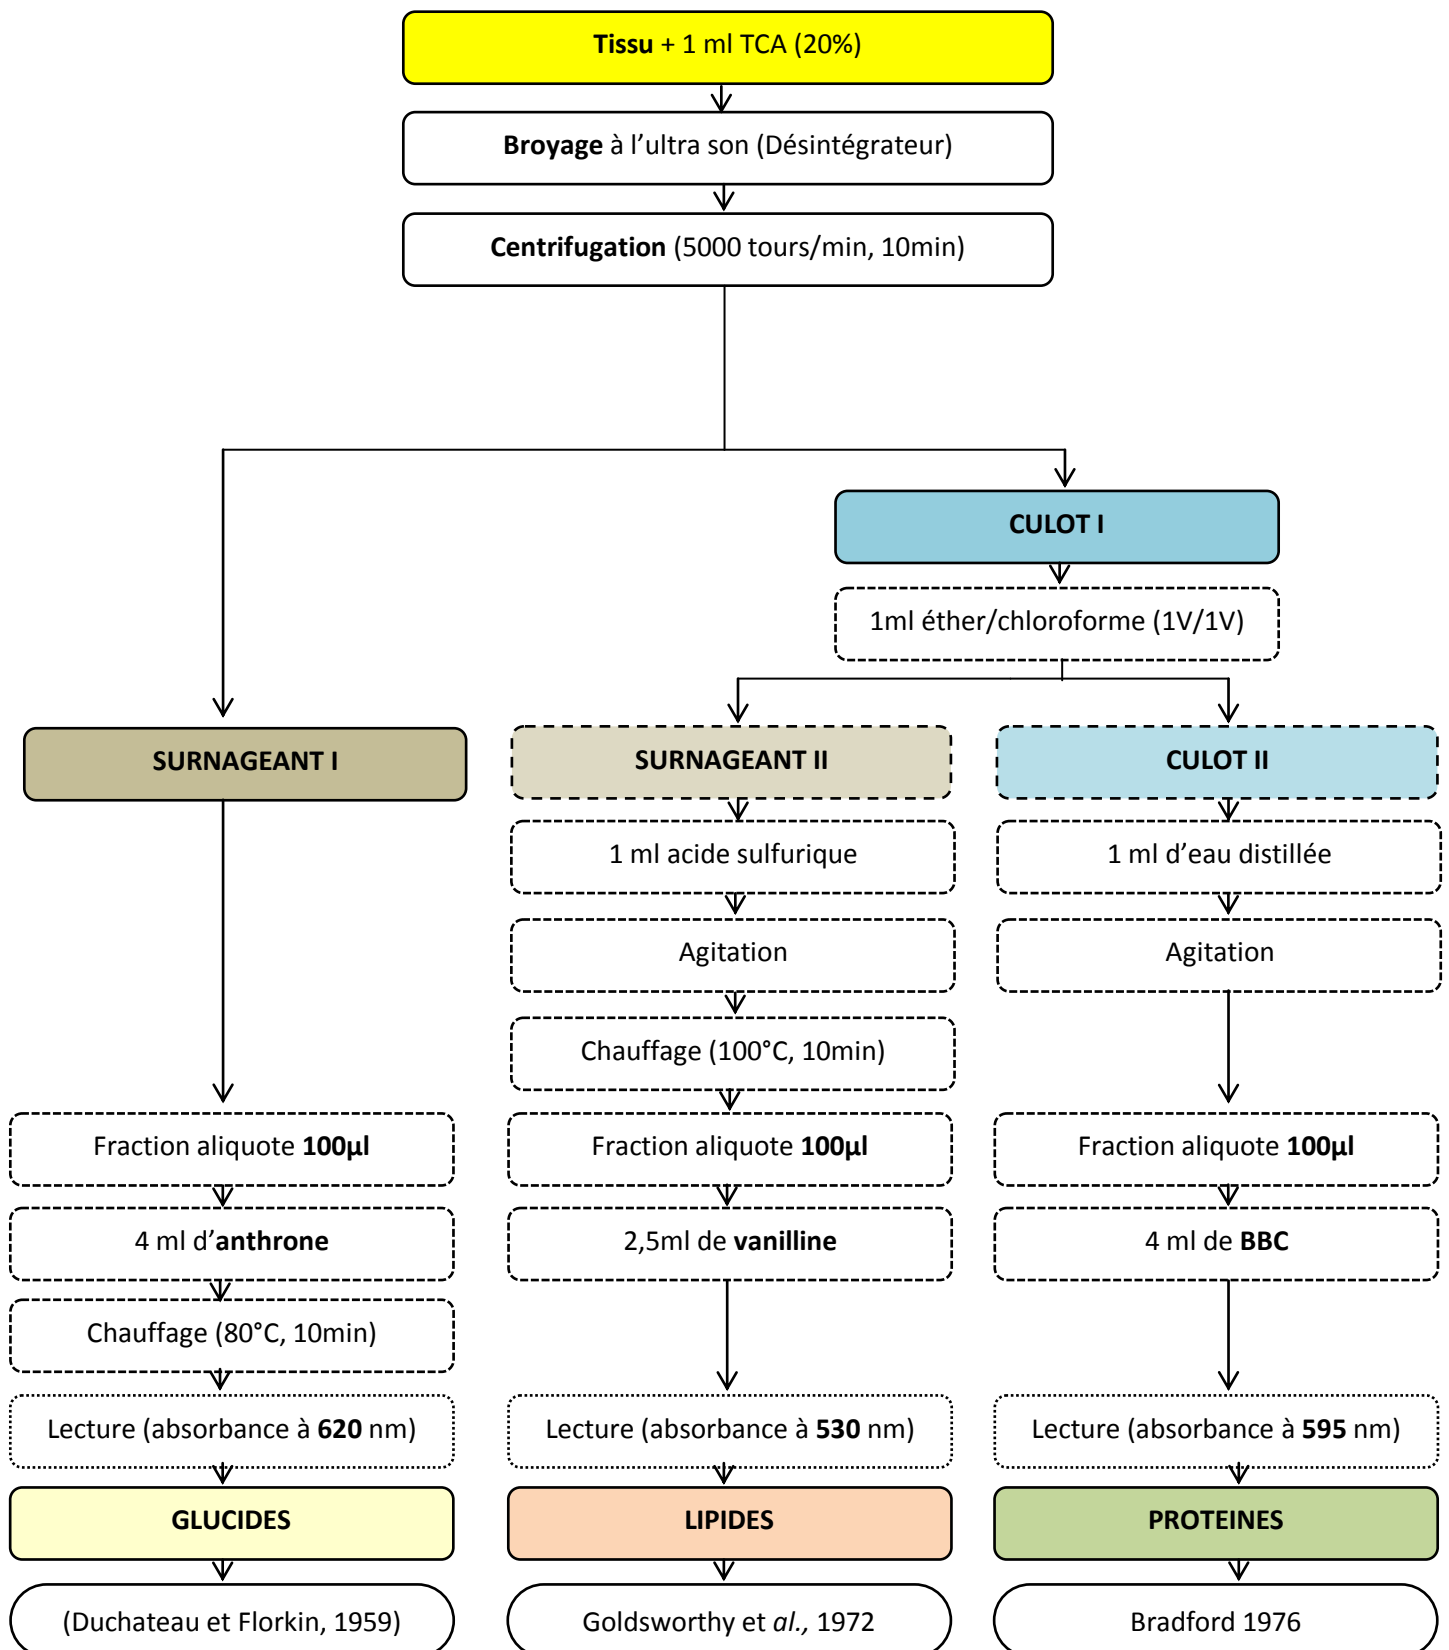 Tissu + 1 ml TCA (20%)
Broyage à l’ultra son (Désintégrateur)
Centrifugation (5000 tours/min, 10min)
CULOT I
1ml éther/chloroforme (1V/1V)
SURNAGEANT I
SURNAGEANT II
CULOT II
1 ml acide sulfurique
1 ml d’eau distillée
Agitation
Agitation
Chauffage (100°C, 10min)
Fraction aliquote 100µl
Fraction aliquote 100µl
Fraction aliquote 100µl
4 ml d’anthrone
2,5ml de vanilline
4 ml de BBC
Chauffage (80°C, 10min)
Lecture (absorbance à 620 nm)
Lecture (absorbance à 530 nm)
Lecture (absorbance à 595 nm)
GLUCIDES
LIPIDES
PROTEINES
(Duchateau et Florkin, 1959)
Goldsworthy et al., 1972
Bradford 1976